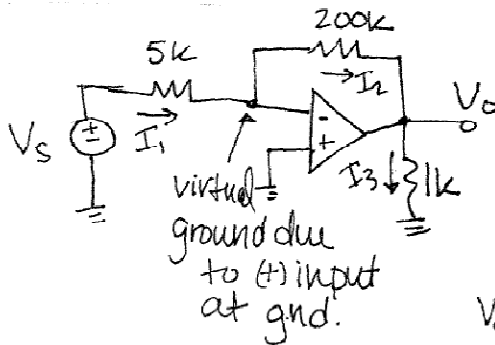 200k
5k
I2
Vo
Vs
±
I1
-
+
I3
1k
virtual
ground due
to (+) input
at gnd.
V